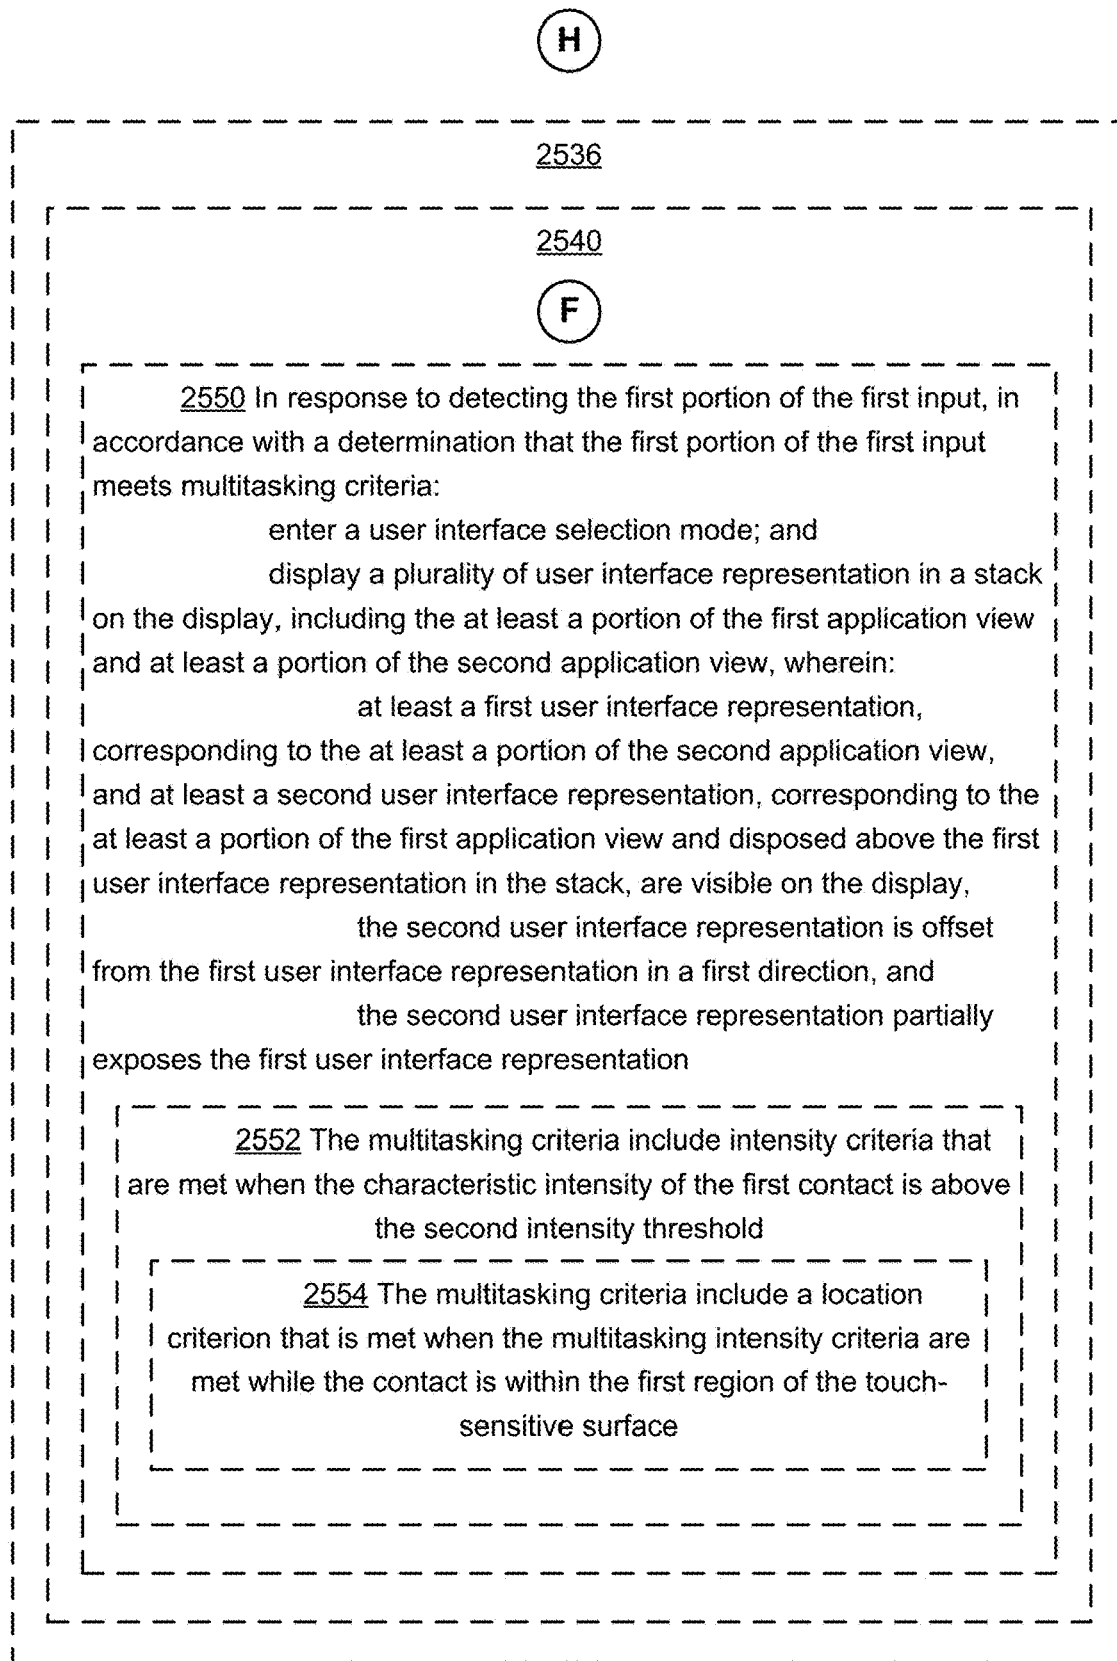 H
2536
2540
F
2550 In response to detecting the first portion of the first input, in
accordance with a determination that the first portion of the first input
meets multitasking criteria:
enter a user interface selection mode; and
display a plurality of user interface representation in a stack
on the display, including the at least a portion of the first application view
and at least a portion of the second application view, wherein:
at least a first user interface representation,
corresponding to the at least a portion of the second application view,
and at least a second user interface representation, corresponding to the
at least a portion of the first application view and disposed above the first
user interface representation in the stack, are visible on the display,
the second user interface representation is offset
from the first user interface representation in a first direction, and
the second user interface representation partially
exposes the first user interface representation
2552 The multitasking criteria include intensity criteria that
are met when the characteristic intensity of the first contact is above
the second intensity threshold
2554 The multitasking criteria include a location
criterion that is met when the multitasking intensity criteria are
met while the contact is within the first region of the touch-
sensitive surface